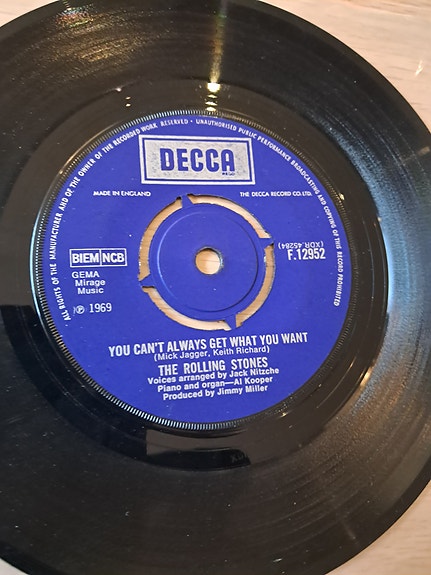 ALL RIGHTS OF THE MANUFACTURER AND OF THE OWNER OF THE RECORDED WORK RESERVED · UNAUTHORISED PUBLIC PERFORMANCE BROADCASTING AND COPYING OF THIS RECORD PROHIBITED
DECCA
MADE IN ENGLAND
THE DECCA RECORD CO. LTD.
BIEM NCB
GEMA
Mirage
Music
℗ 1969
(XDR.45284)
F.12952
YOU CAN'T ALWAYS GET WHAT YOU WANT
(Mick Jagger, Keith Richard)
THE ROLLING STONES
Voices arranged by Jack Nitzche
Piano and organ—Al Kooper
Produced by Jimmy Miller